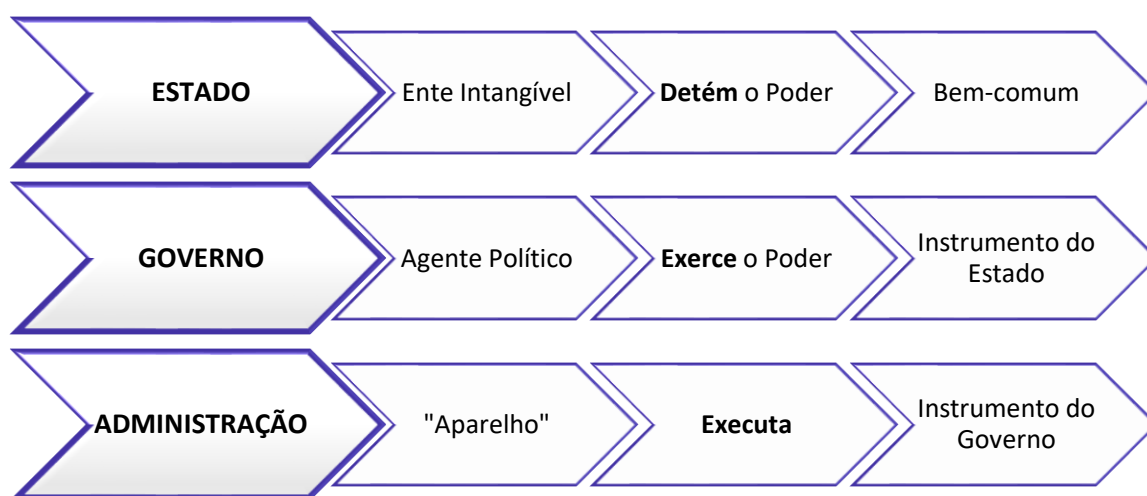 ESTADO
Ente Intangível
Detém o Poder
Bem-comum
GOVERNO
Agente Político
Exerce o Poder
Instrumento do
Estado
ADMINISTRAÇÃO
"Aparelho"
Executa
Instrumento do
Governo